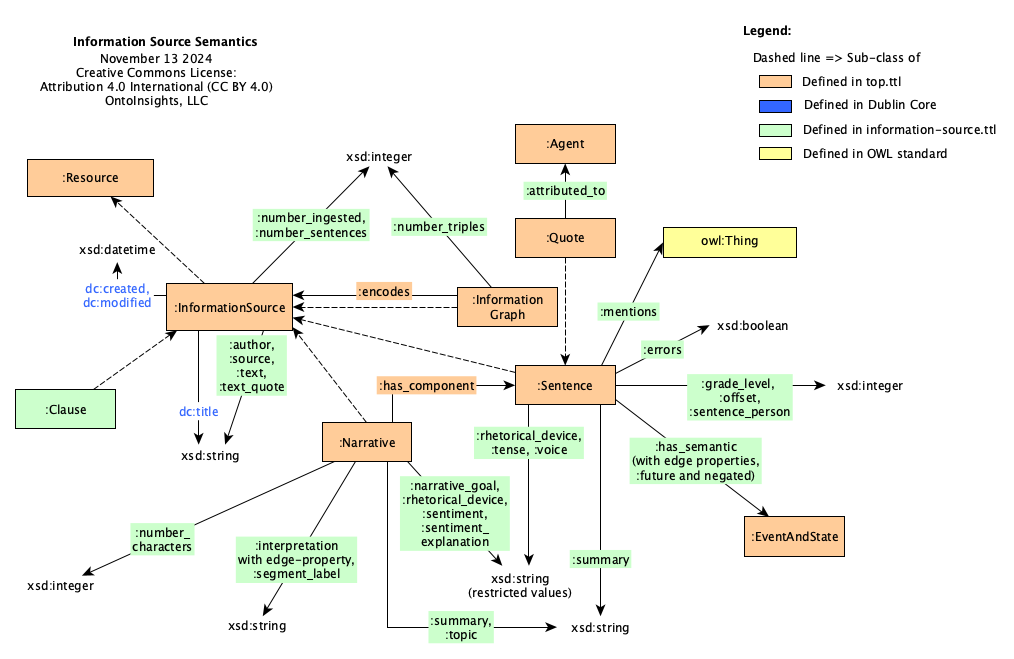 Information Source Semantics
November 13 2024
Creative Commons License:
Attribution 4.0 International (CC BY 4.0)
OntoInsights, LLC
Legend:
Dashed line => Sub-class of
Defined in top.ttl
Defined in Dublin Core
Defined in information-source.ttl
Defined in OWL standard
:Resource
xsd:integer
:Agent
:attributed_to
:number_ingested,
:number_sentences
:number_triples
:Quote
owl:Thing
xsd:datetime
dc:created,
dc:modified
:InformationSource
:encodes
:Information
Graph
:mentions
xsd:boolean
:errors
:author,
:source,
:text,
:text_quote
:has_component
:Sentence
:grade_level,
:offset,
:sentence_person
xsd:integer
:Clause
dc:title
xsd:string
:Narrative
:rhetorical_device,
:tense, :voice
:has_semantic
(with edge properties,
:future and negated)
:narrative_goal,
:rhetorical_device,
:sentiment,
:sentiment_
explanation
:number_
characters
:interpretation
with edge-property,
:segment_label
:EventAndState
:summary
xsd:integer
xsd:string
(restricted values)
xsd:string
:summary,
:topic
xsd:string